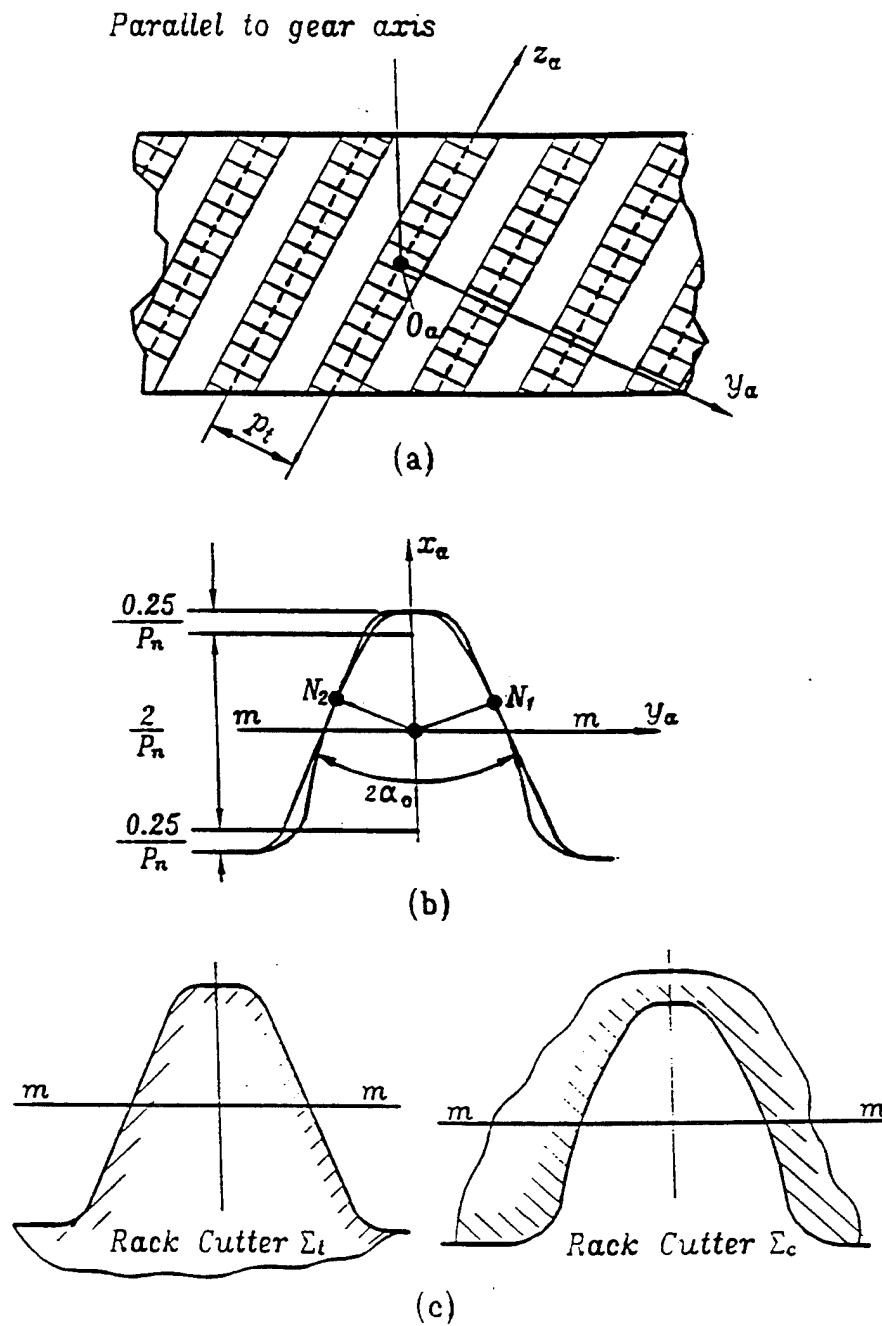 Parallel to gear axis
z_a
O_a
y_a
p_t
(a)
x_a
0.25
P_n
N_2
N_1
m
m
y_a
2
P_n
2α_o
0.25
P_n
(b)
m
m
m
m
Rack Cutter Σ_t
Rack Cutter Σ_c
(c)